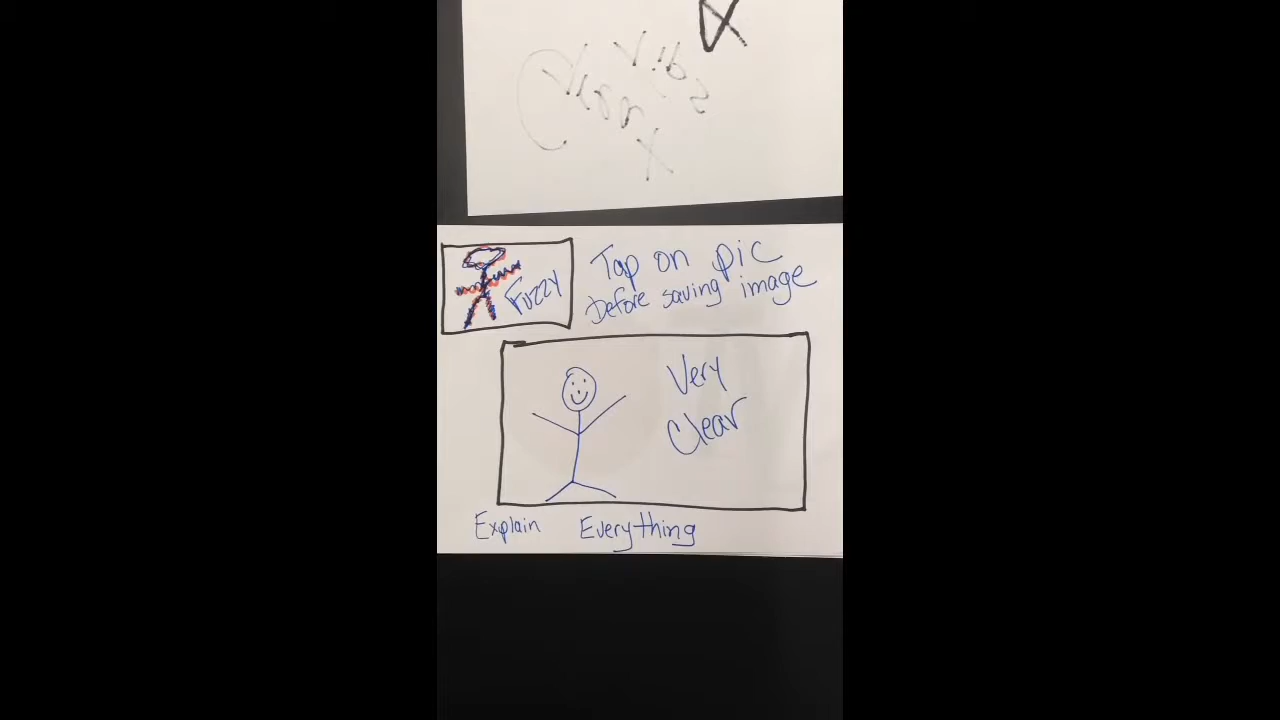 Fuzzy
Tap on pic
before saving image
Very
Clear
Explain Everything